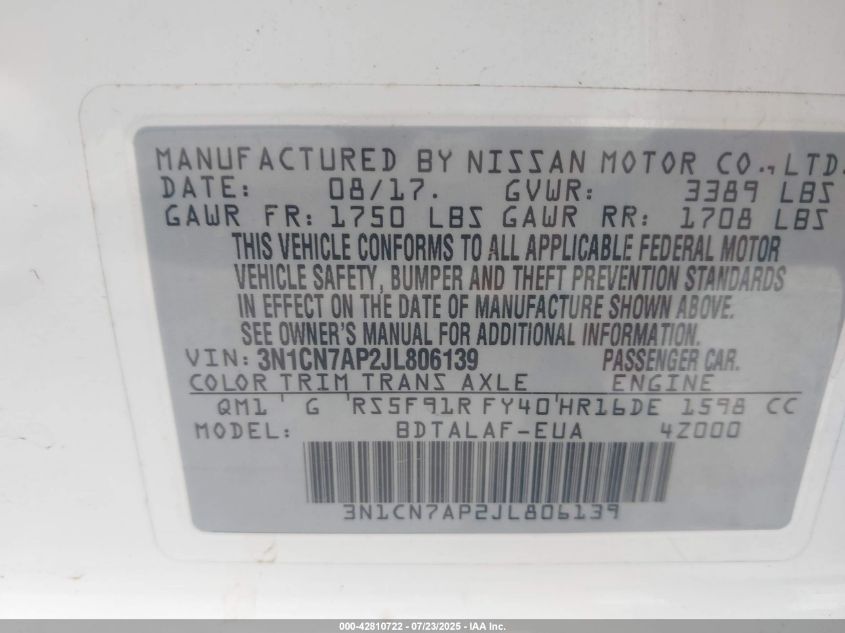 MANUFACTURED BY NISSAN MOTOR CO., LTD.
DATE: 08/17. GVWR: 3389 LBS
GAWR FR: 1750 LBS GAWR RR: 1708 LBS
THIS VEHICLE CONFORMS TO ALL APPLICABLE FEDERAL MOTOR
VEHICLE SAFETY, BUMPER AND THEFT PREVENTION STANDARDS
IN EFFECT ON THE DATE OF MANUFACTURE SHOWN ABOVE.
SEE OWNER'S MANUAL FOR ADDITIONAL INFORMATION.
VIN: 3N1CN7AP2JL806139 PASSENGER CAR.
COLOR TRIM TRANS AXLE ENGINE
QM1 ' G 'RS5F91R FY40'HR16DE 1598 CC
MODEL: BDTALAF-EUA 4Z000
3N1CN7AP2JL806139
000-42810722 - 07/23/2025 - IAA Inc.